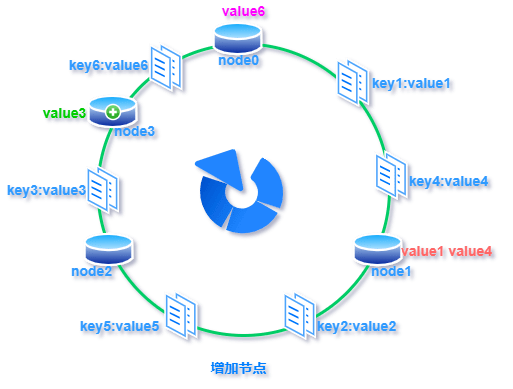 value6
node0
key6:value6
key1:value1
value3
node3
key3:value3
key4:value4
value1 value4
node2
node1
key5:value5
key2:value2
增加节点